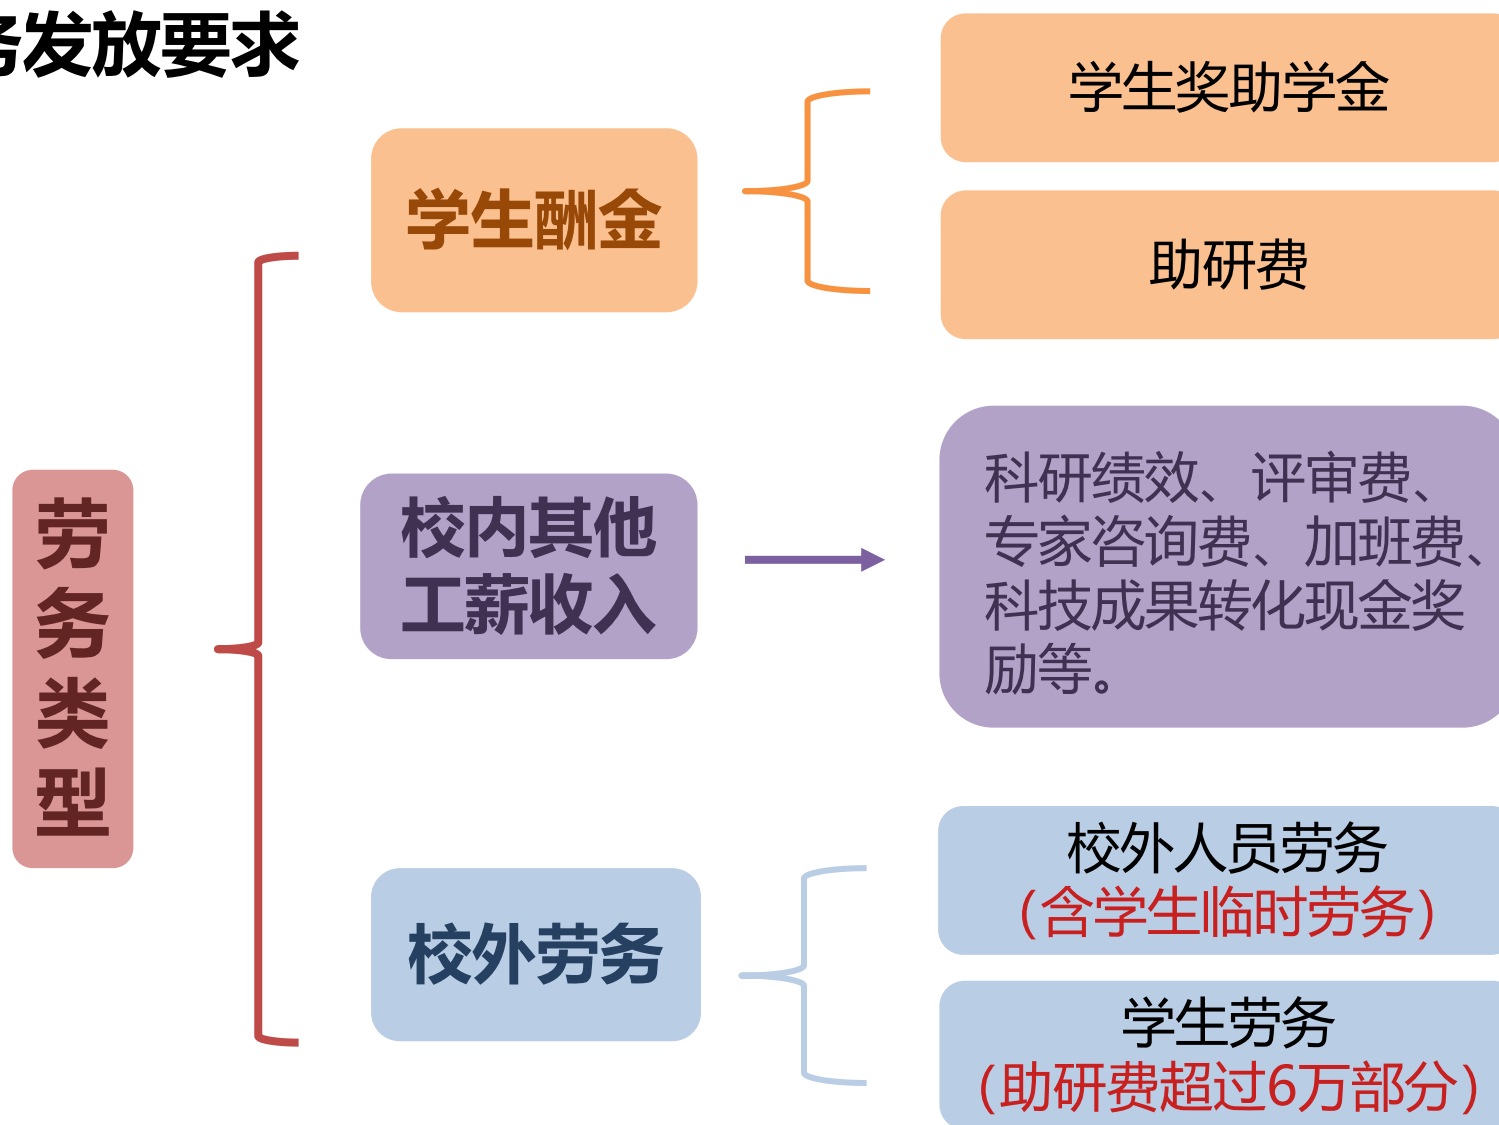 务发放要求
学生奖助学金
学生酬金
助研费
科研绩效、评审费、
专家咨询费、加班费、
科技成果转化现金奖
励等。
校内其他
工薪收入
劳
务
类
型
校外人员劳务
（含学生临时劳务）
校外劳务
学生劳务
（助研费超过6万部分）